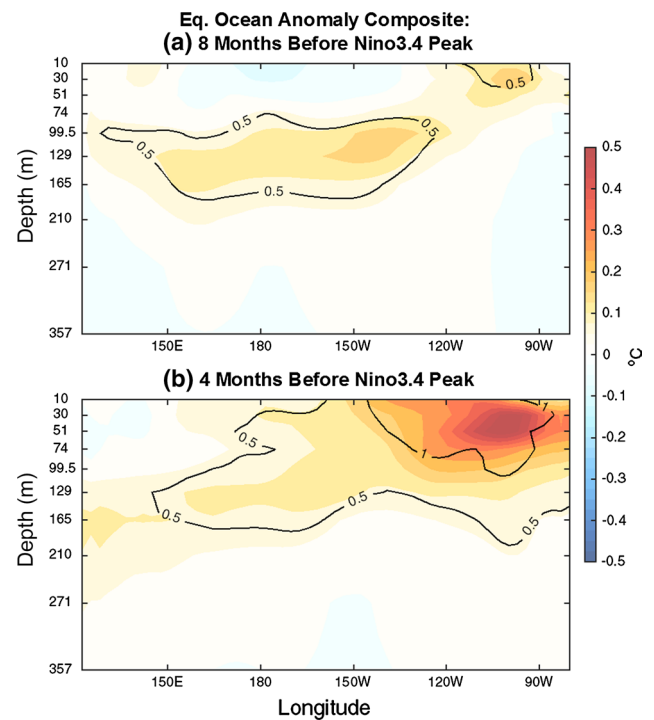 Eq. Ocean Anomaly Composite:
(a) 8 Months Before Nino3.4 Peak
10
30
51
74
99.5
129
165
210
271
357
Depth (m)
0.5
0.5
0.5
0.5
0.5
150E
180
150W
120W
90W
(b) 4 Months Before Nino3.4 Peak
10
30
51
74
99.5
129
165
210
271
357
Depth (m)
1
0.5
1
0.5
0.5
0.5
150E
180
150W
120W
90W
Longitude
0.5
0.4
0.3
0.2
0.1
0
-0.1
-0.2
-0.3
-0.4
-0.5
ºC